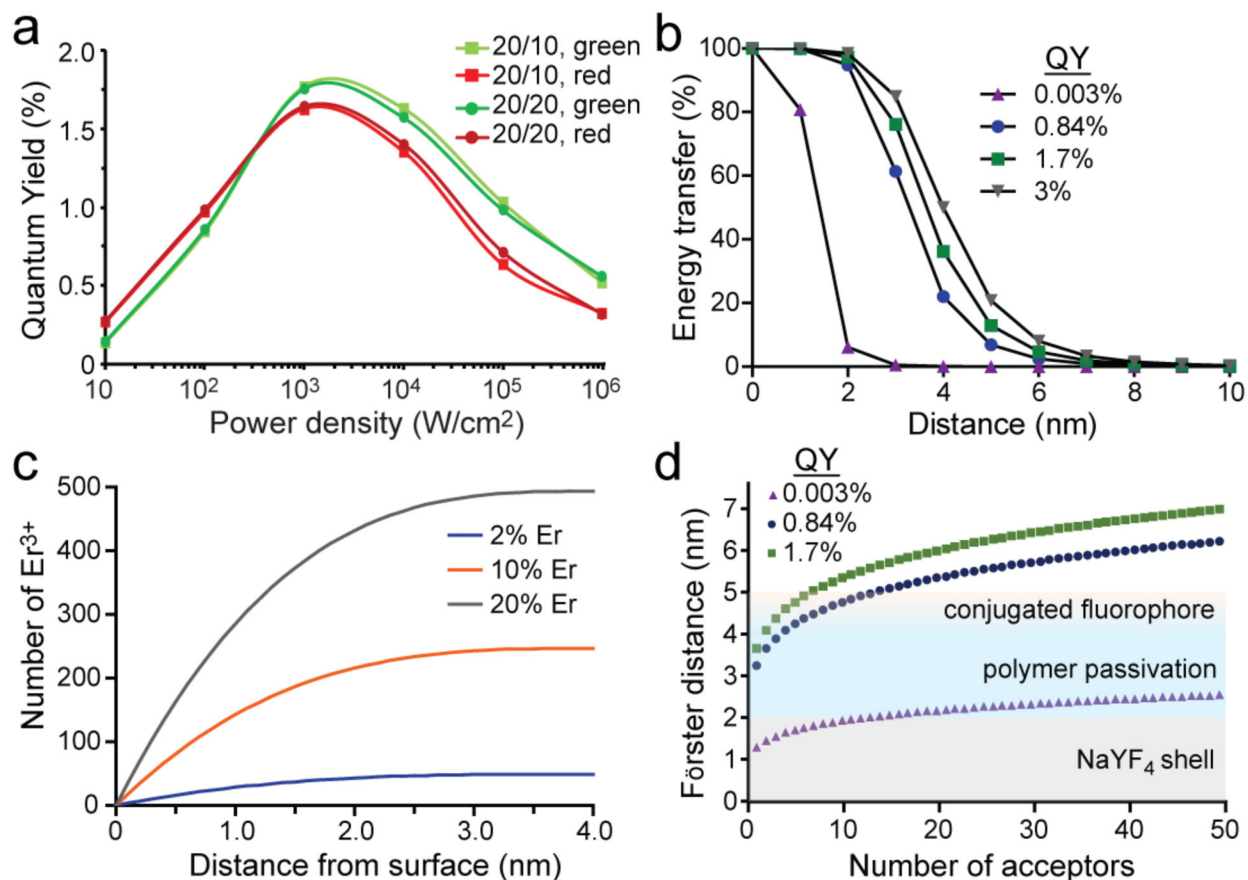 a
2.0
1.5
1.0
0.5
0
Quantum Yield (%)
20/10, green
20/10, red
20/20, green
20/20, red
10 10² 10³ 10⁴ 10⁵ 10⁶
Power density (W/cm²)
b
100
80
60
40
20
0
Energy transfer (%)
QY
0.003%
0.84%
1.7%
3%
0 2 4 6 8 10
Distance (nm)
c
500
400
200
100
0
Number of Er³⁺
2% Er
10% Er
20% Er
0 1.0 2.0 3.0 4.0
Distance from surface (nm)
d
QY
0.003%
0.84%
1.7%
7
6
5
4
3
2
1
0
Förster distance (nm)
conjugated fluorophore
polymer passivation
NaYF₄ shell
0 10 20 30 40 50
Number of acceptors